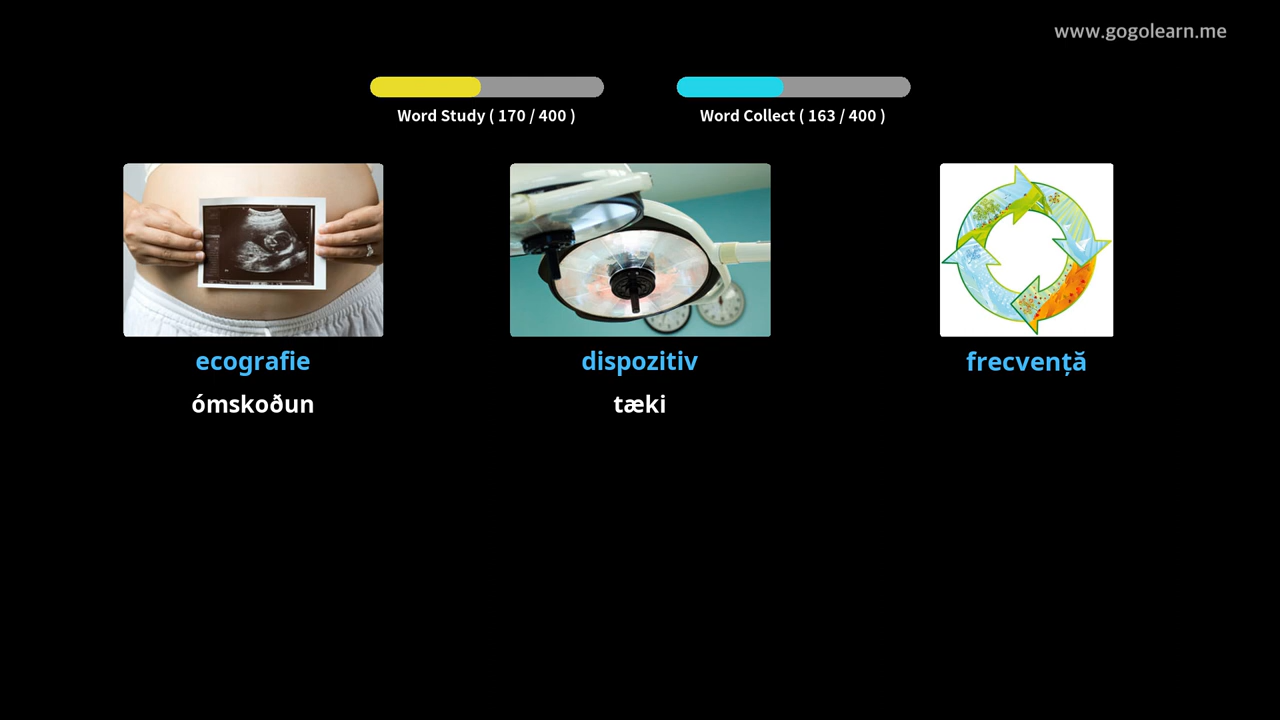 www.gogolearn.me
Word Study ( 170 / 400 )
Word Collect ( 163 / 400 )
ecografie
dispozitiv
frecvență
ómskoðun
tæki